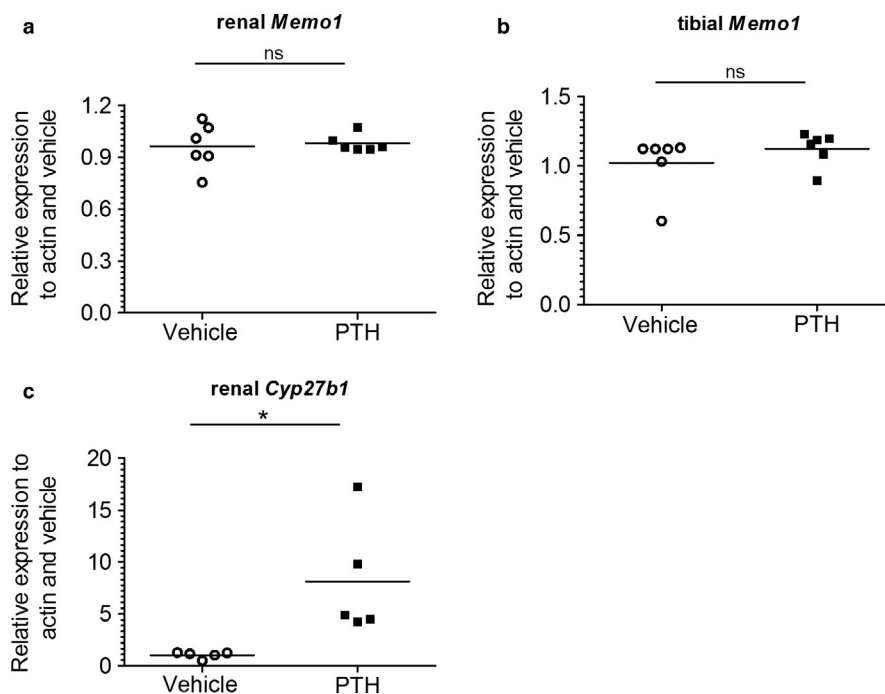 a
renal Memo1
ns
Relative expression
to actin and vehicle
1.2
0.9
0.6
0.3
0.0
Vehicle
PTH
b
tibial Memo1
ns
Relative expression
to actin and vehicle
1.5
1.0
0.5
0.0
Vehicle
PTH
c
renal Cyp27b1
*
Relative expression to
actin and vehicle
20
15
10
5
0
Vehicle
PTH